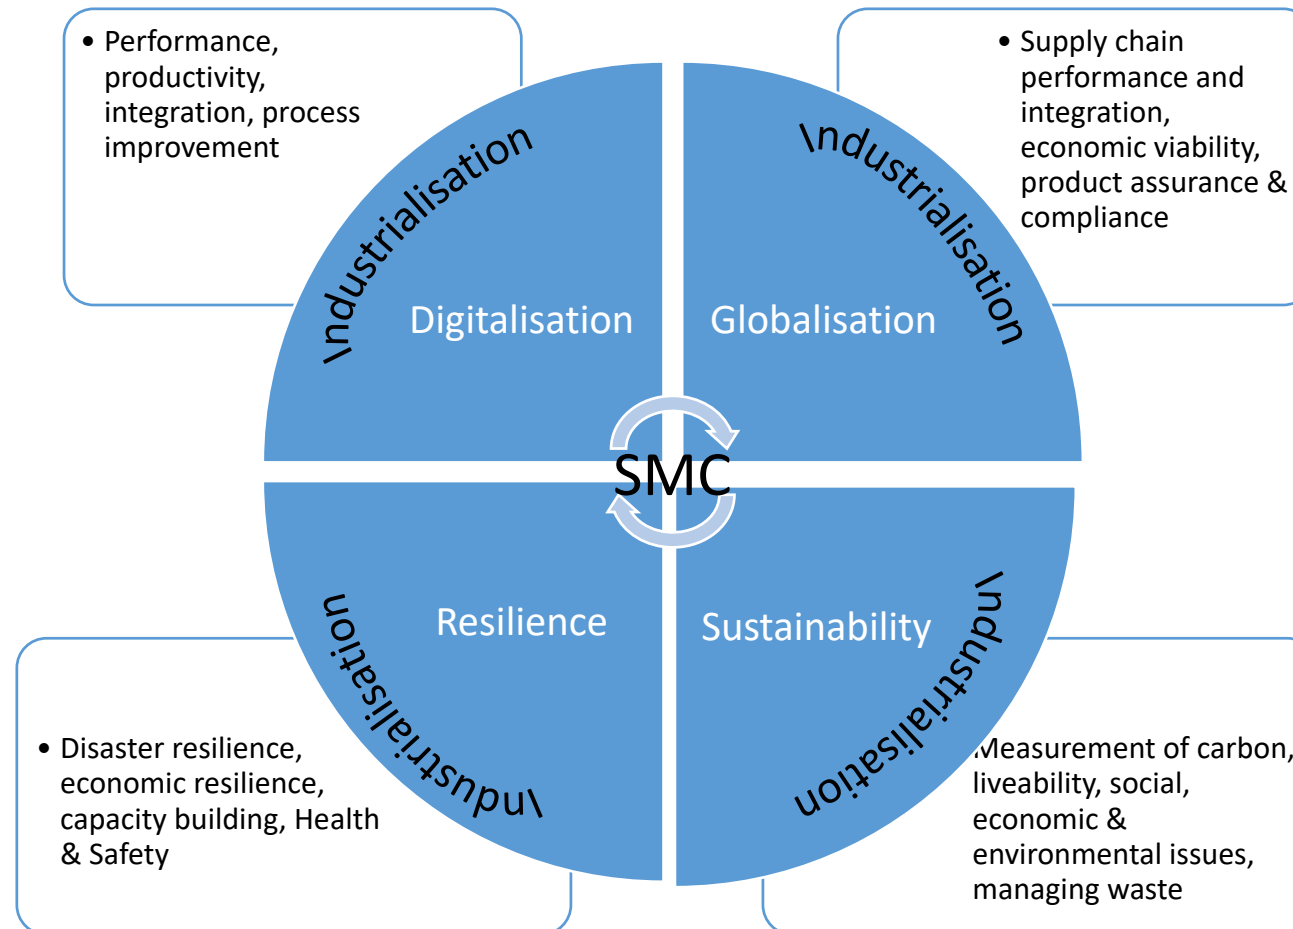 • Performance,
productivity,
integration, process
improvement
• Supply chain
performance and
integration,
economic viability,
product assurance &
compliance
Industrialisation
Industrialisation
Digitalisation
Globalisation
SMC
Resilience
Sustainability
Industrialisation
Industrialisation
• Disaster resilience,
economic resilience,
capacity building, Health
& Safety
Measurement of carbon,
liveability, social,
economic &
environmental issues,
managing waste